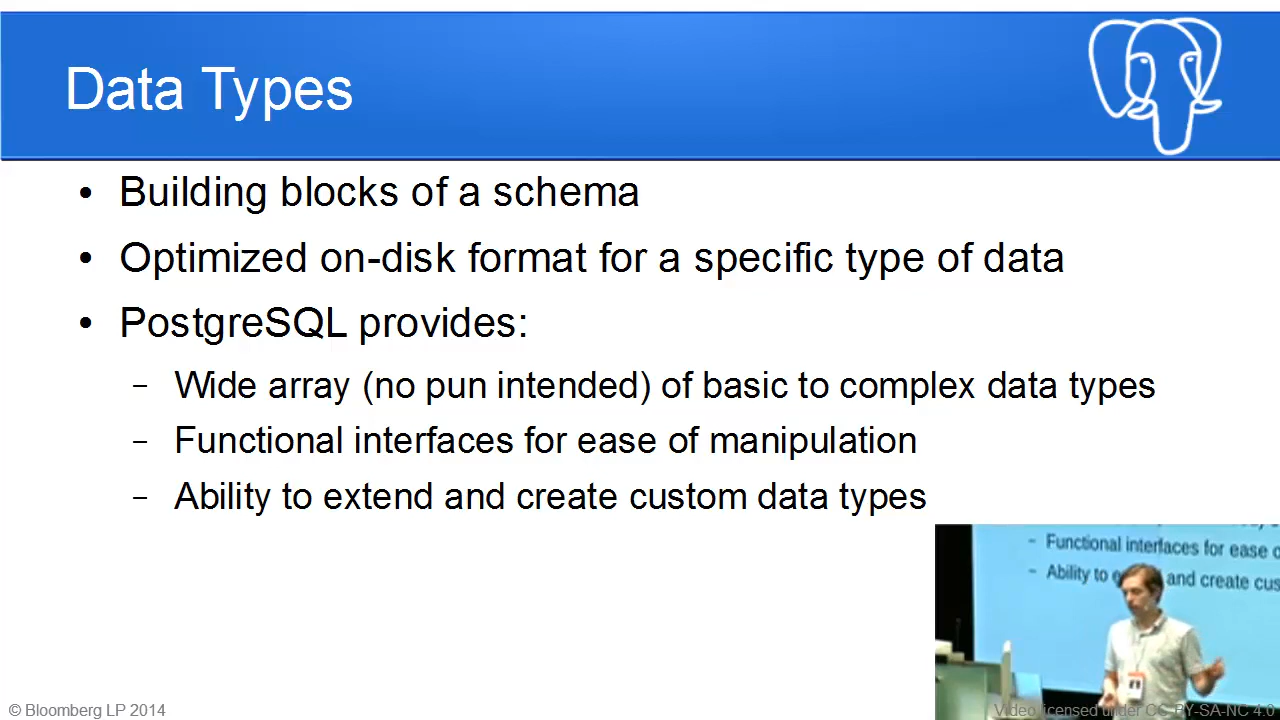 Data Types
• Building blocks of a schema
• Optimized on-disk format for a specific type of data
• PostgreSQL provides:
– Wide array (no pun intended) of basic to complex data types
– Functional interfaces for ease of manipulation
– Ability to extend and create custom data types
– Functional interfaces for ease o
– Ability to and create cus
© Bloomberg LP 2014
Video licensed under CC-BY-SA-NC 4.0